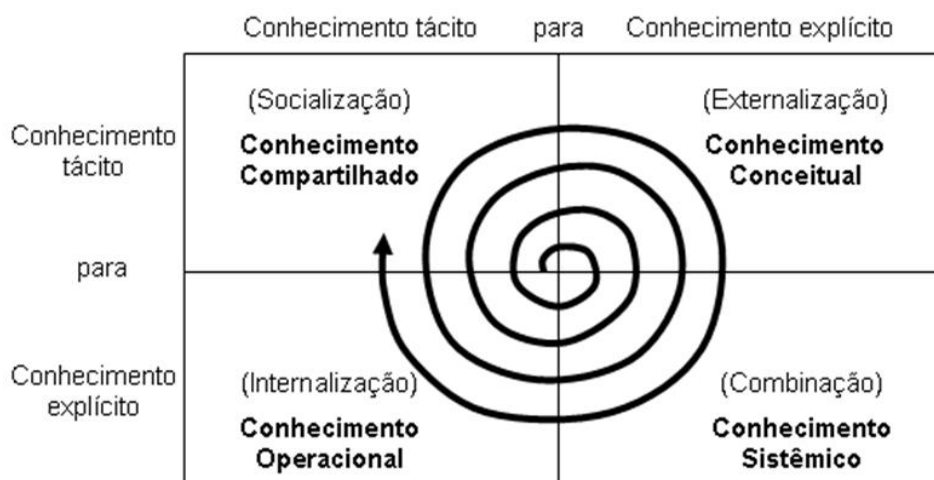 Conhecimento tácito para Conhecimento explícito
(Socialização)
Conhecimento
Compartilhado
(Externalização)
Conhecimento
Conceitual
Conhecimento
tácito
para
Conhecimento
explícito
(Internalização)
Conhecimento
Operacional
(Combinação)
Conhecimento
Sistêmico